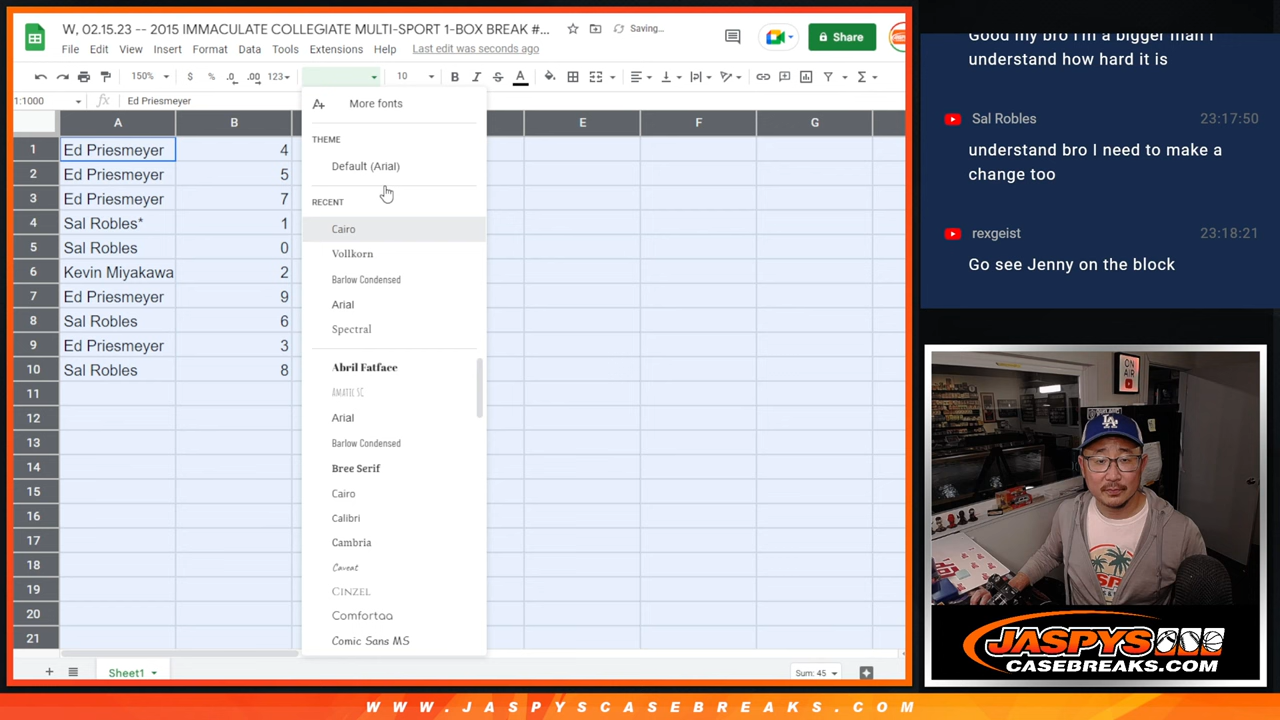 W, 02.15.23 -- 2015 IMMACULATE COLLEGIATE MULTI-SPORT 1-BOX BREAK #...
Saving...
Share
File Edit View Insert Format Data Tools Extensions Help Last edit was seconds ago
150% $ % .0 .00 123 10 B I S A
1:1000 fx Ed Priesmeyer
A B E F G
1 Ed Priesmeyer 4
2 Ed Priesmeyer 5
3 Ed Priesmeyer 7
4 Sal Robles* 1
5 Sal Robles 0
6 Kevin Miyakawa 2
7 Ed Priesmeyer 9
8 Sal Robles 6
9 Ed Priesmeyer 3
10 Sal Robles 8
11
12
13
14
15
16
17
18
19
20
21
More fonts
THEME
Default (Arial)
RECENT
Cairo
Vollkorn
Barlow Condensed
Arial
Spectral
Abril Fatface
AMATIC SC
Arial
Barlow Condensed
Bree Serif
Cairo
Calibri
Cambria
Caveat
CINZEL
Comfortaa
Comic Sans MS
Sheet1
Sum: 45
Good my bro I'm a bigger man I
understand how hard it is
Sal Robles 23:17:50
understand bro I need to make a
change too
rexgeist 23:18:21
Go see Jenny on the block
ON AIR
LA
JASPYS
CASEBREAKS.COM
WWW.JASPYSCASEBREAKS.COM